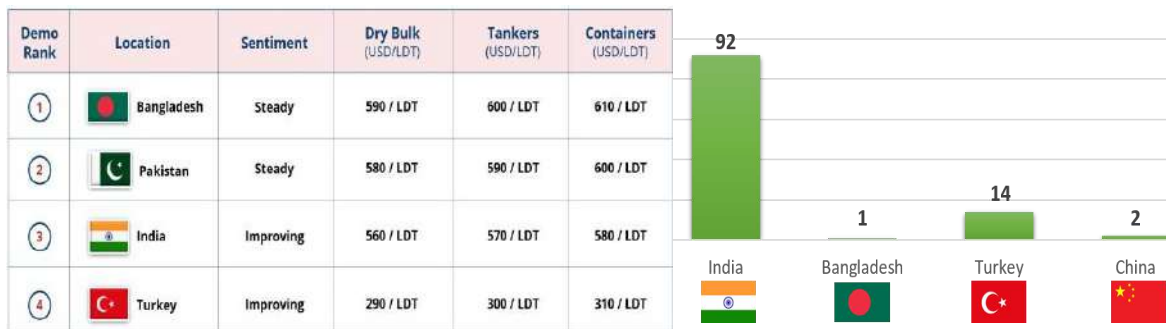 Demo Rank Location Sentiment Dry Bulk (USD/LDT) Tankers (USD/LDT) Containers (USD/LDT)
1 Bangladesh Steady 590 / LDT 600 / LDT 610 / LDT
2 Pakistan Steady 580 / LDT 590 / LDT 600 / LDT
3 India Improving 560 / LDT 570 / LDT 580 / LDT
4 Turkey Improving 290 / LDT 300 / LDT 310 / LDT
92 1 14 2
India Bangladesh Turkey China